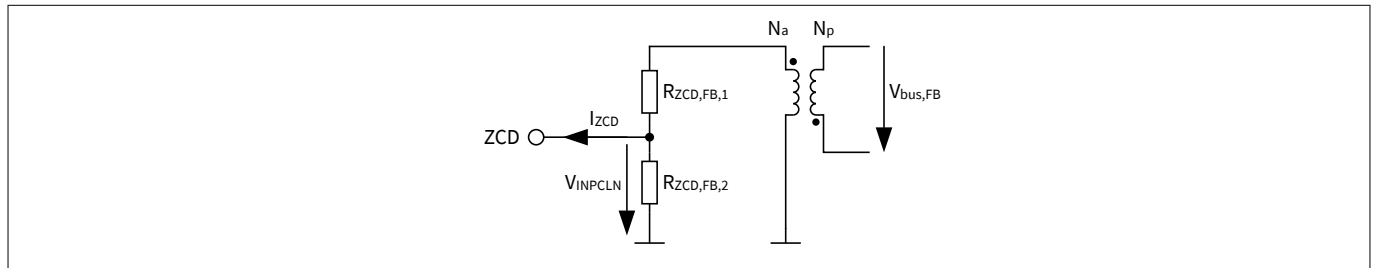 Na Np
RZCD,FB,1
Vbus,FB
IZCD
ZCD
VINPCLN
RZCD,FB,2